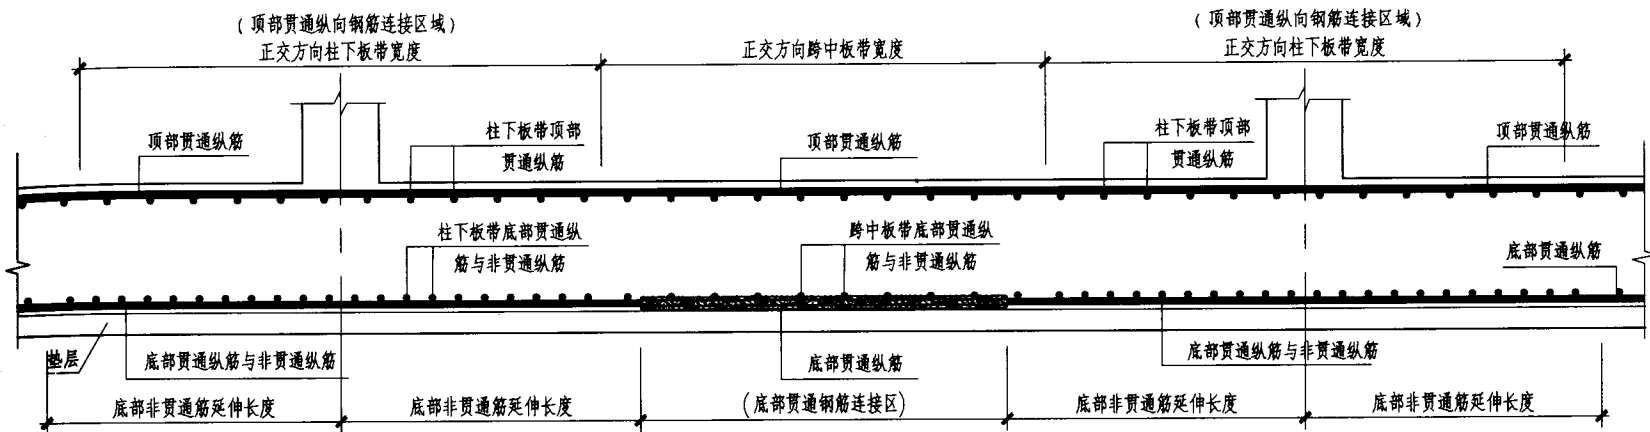 (顶部贯通纵向钢筋连接区域)
正交方向柱下板带宽度
正交方向跨中板带宽度
(顶部贯通纵向钢筋连接区域)
正交方向柱下板带宽度
顶部贯通纵筋
柱下板带顶部
贯通纵筋
顶部贯通纵筋
柱下板带顶部
贯通纵筋
顶部贯通纵筋
柱下板带底部贯通纵
筋与非贯通纵筋
跨中板带底部贯通纵
筋与非贯通纵筋
底部贯通纵筋
垫层
底部贯通纵筋与非贯通纵筋
底部贯通纵筋
底部贯通纵筋与非贯通纵筋
底部非贯通筋延伸长度
底部非贯通筋延伸长度
(底部贯通钢筋连接区)
底部非贯通筋延伸长度
底部非贯通筋延伸长度